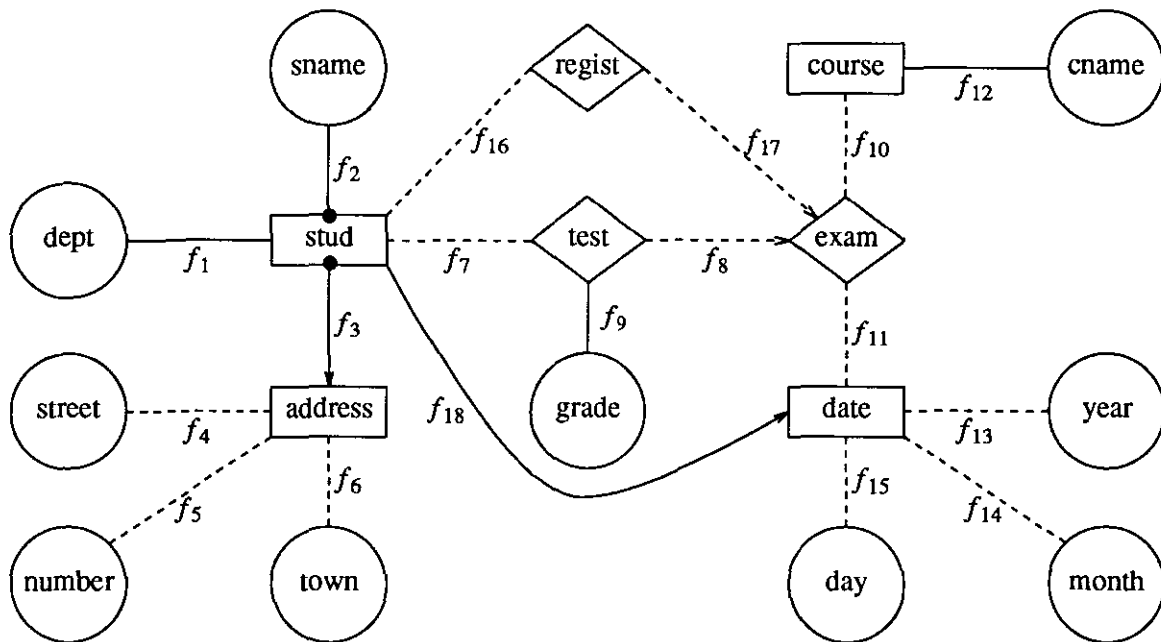 sname
regist
course
f12
cname
f16
f17
f10
f2
dept
f1
stud
f7
test
f8
exam
f3
f9
f11
street
f4
address
f18
grade
date
f13
year
f5
f6
f15
f14
number
town
day
month